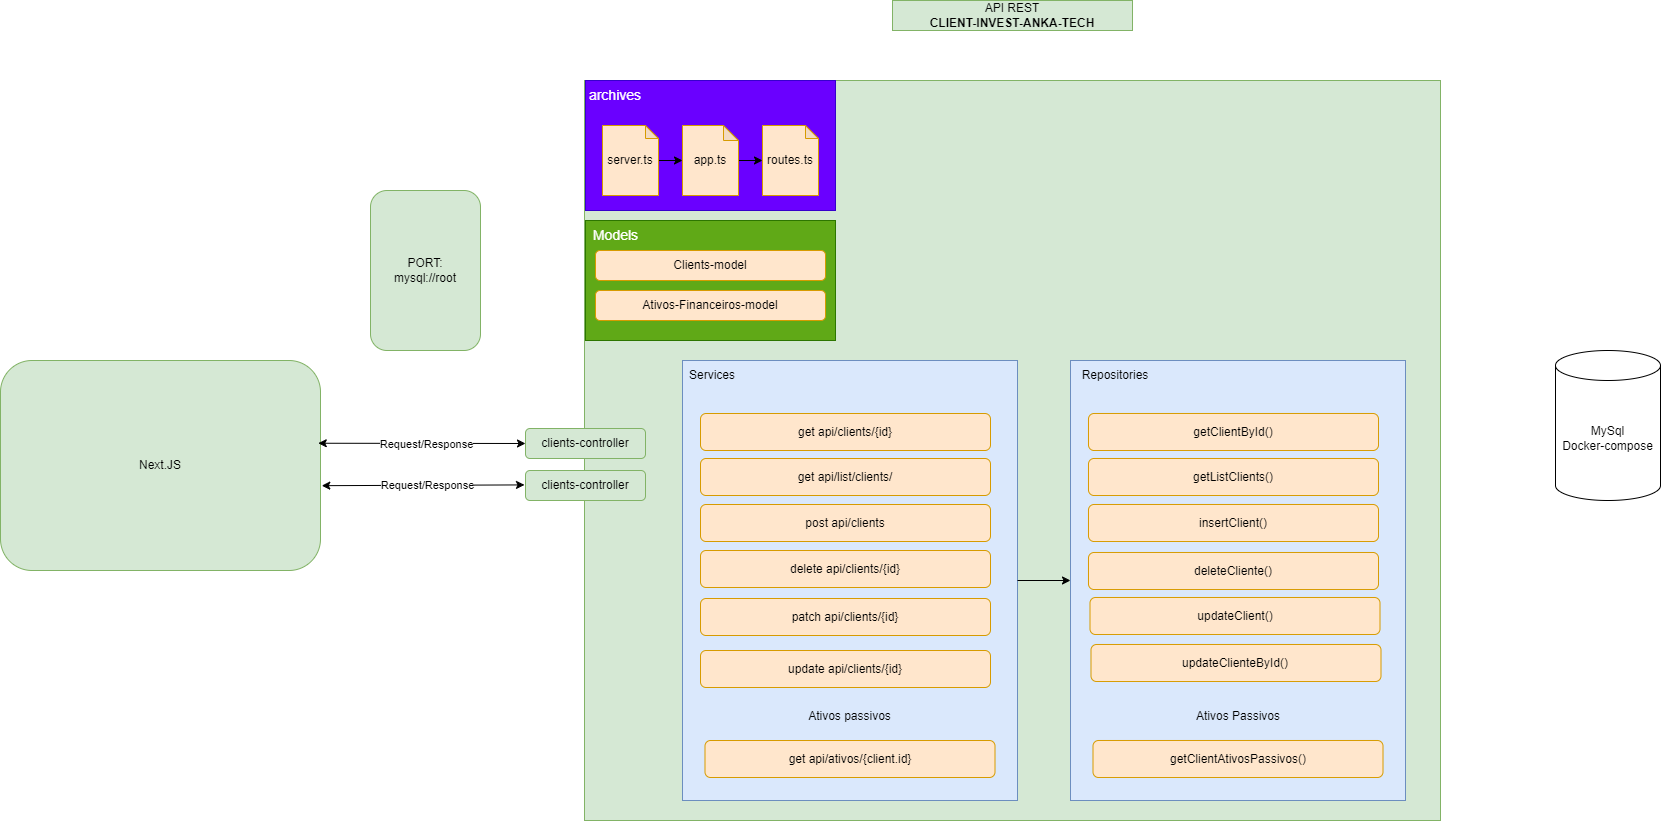 API REST
CLIENT-INVEST-ANKA-TECH
archives
server.ts
app.ts
routes.ts
Models
Clients-model
Ativos-Financeiros-model
PORT:
mysql://root
Next.JS
Request/Response
Request/Response
clients-controller
clients-controller
Services
get api/clients/{id}
get api/list/clients/
post api/clients
delete api/clients/{id}
patch api/clients/{id}
update api/clients/{id}
Ativos passivos
get api/ativos/{client.id}
Repositories
getClientById()
getListClients()
insertClient()
deleteCliente()
updateClient()
updateClienteById()
Ativos Passivos
getClientAtivosPassivos()
MySql
Docker-compose